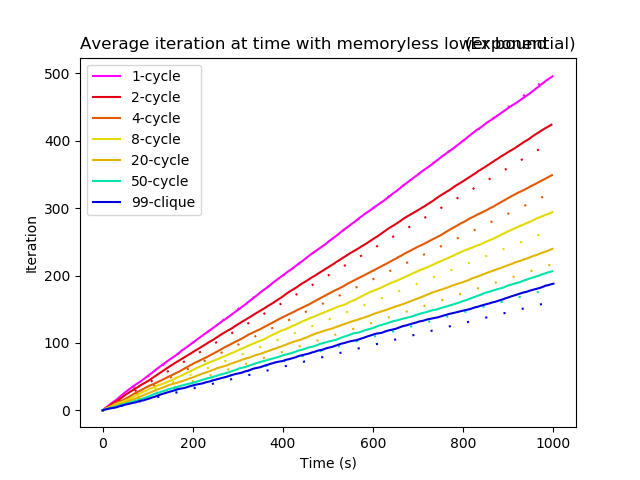 Average iteration at time with memoryless lower bound
(Exponential)
500
400
300
200
100
0
Iteration
1-cycle
2-cycle
4-cycle
8-cycle
20-cycle
50-cycle
99-clique
0 200 400 600 800 1000
Time (s)